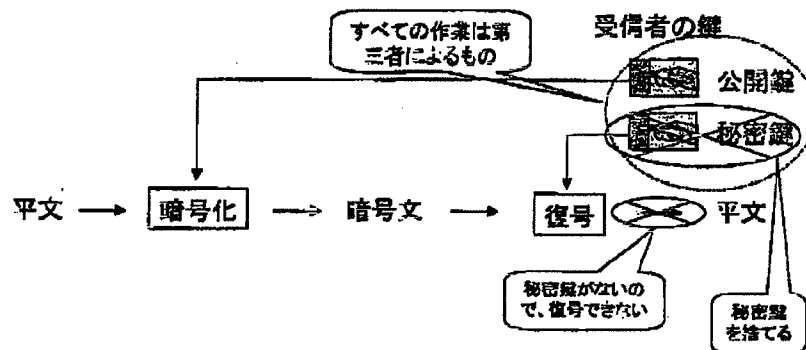 すべての作業は第
三者によるもの
受信者の鍵
公開鍵
秘密鍵
平文
暗号化
暗号文
復号
平文
秘密鍵がないの
で、復号できない
秘密鍵
を捨てる